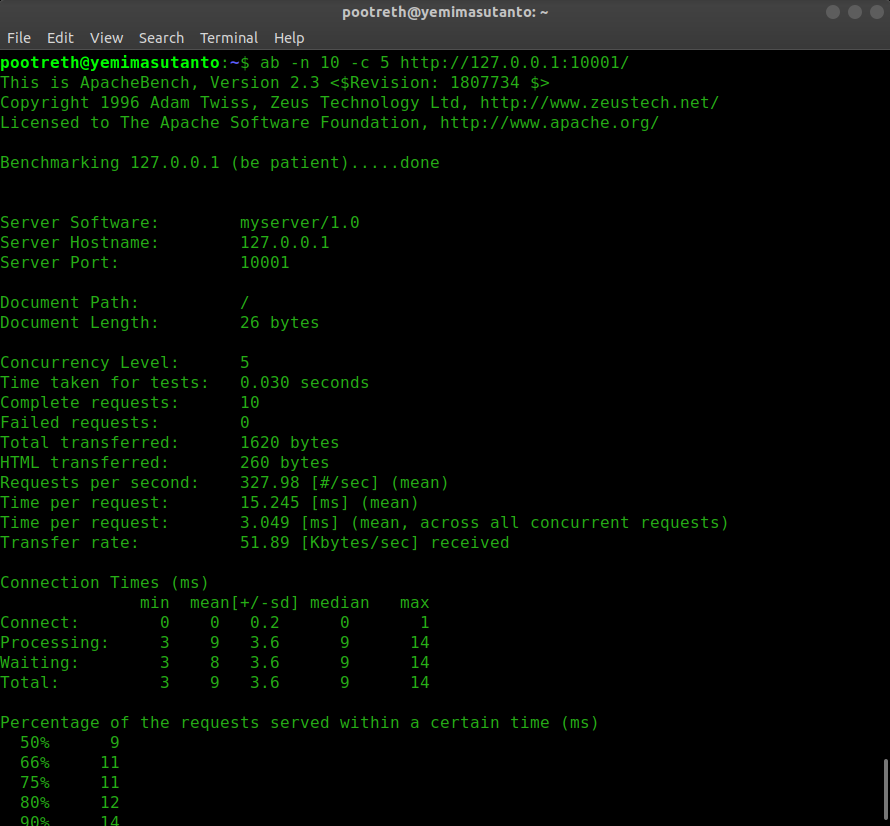 pootreth@yemimasutanto: ~
File Edit View Search Terminal Help
pootreth@yemimasutanto:~$ ab -n 10 -c 5 http://127.0.0.1:10001/
This is ApacheBench, Version 2.3 <$Revision: 1807734 $>
Copyright 1996 Adam Twiss, Zeus Technology Ltd, http://www.zeustech.net/
Licensed to The Apache Software Foundation, http://www.apache.org/
Benchmarking 127.0.0.1 (be patient).....done
Server Software: myserver/1.0
Server Hostname: 127.0.0.1
Server Port: 10001
Document Path: /
Document Length: 26 bytes
Concurrency Level: 5
Time taken for tests: 0.030 seconds
Complete requests: 10
Failed requests: 0
Total transferred: 1620 bytes
HTML transferred: 260 bytes
Requests per second: 327.98 [#/sec] (mean)
Time per request: 15.245 [ms] (mean)
Time per request: 3.049 [ms] (mean, across all concurrent requests)
Transfer rate: 51.89 [Kbytes/sec] received
Connection Times (ms)
min mean[+/-sd] median max
Connect: 0 0 0.2 0 1
Processing: 3 9 3.6 9 14
Waiting: 3 8 3.6 9 14
Total: 3 9 3.6 9 14
Percentage of the requests served within a certain time (ms)
50% 9
66% 11
75% 11
80% 12
90% 14